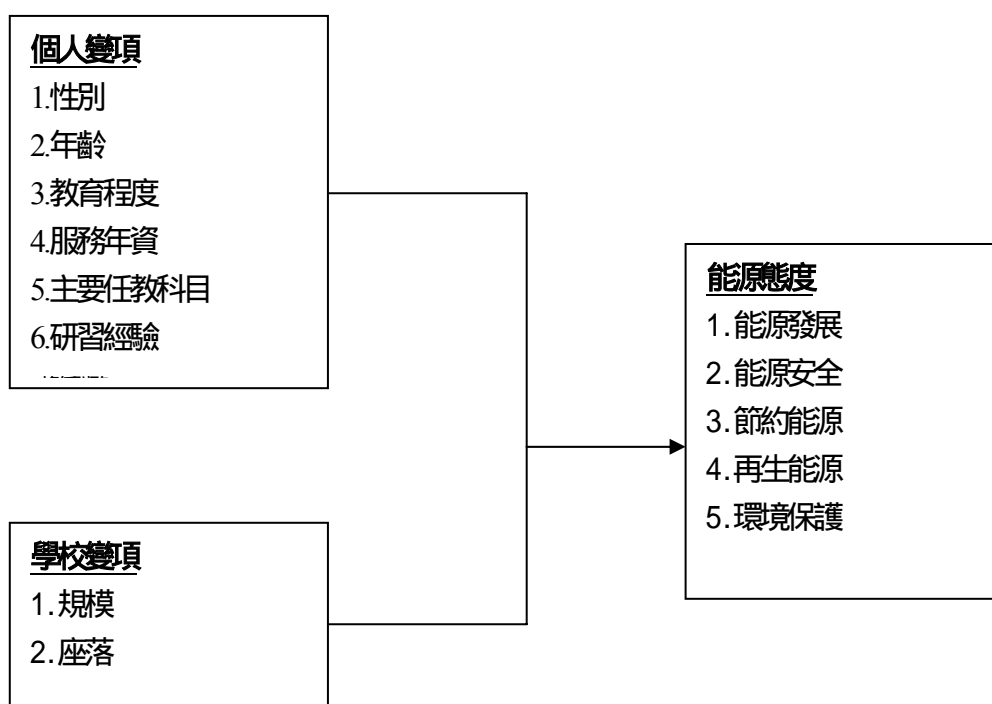 個人變項
1.性別
2.年齡
3.教育程度
4.服務年資
5.主要任教科目
6.研習經驗
能源態度
1.能源發展
2.能源安全
3.節約能源
4.再生能源
5.環境保護
學校變項
1.規模
2.座落